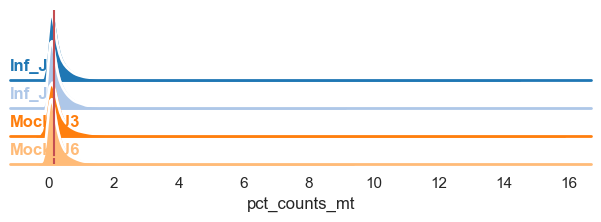 Inf_J
Inf_J
Moc J3
Moc J6
0 2 4 6 8 10 12 14 16
pct_counts_mt